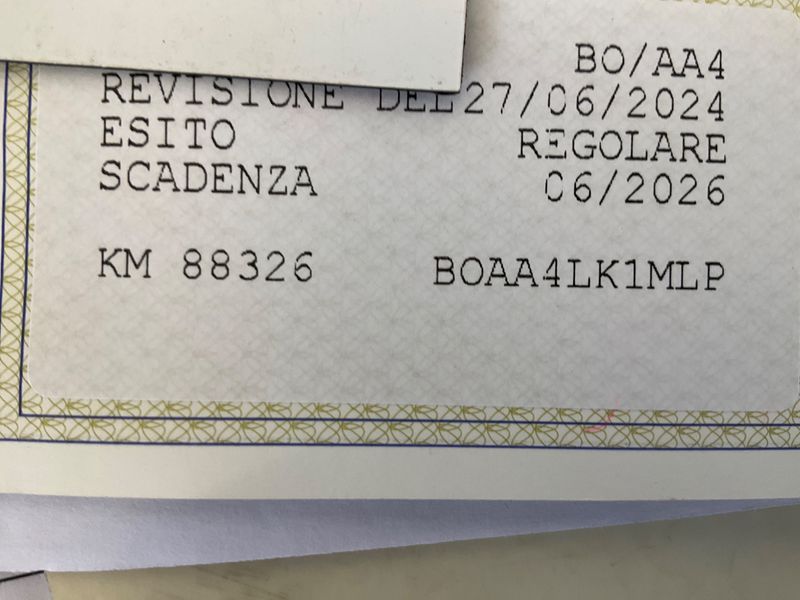 BO/AA4
REVISIONE DEL 27/06/2024
ESITO REGOLARE
SCADENZA 06/2026
KM 88326 BOAA4LK1MLP